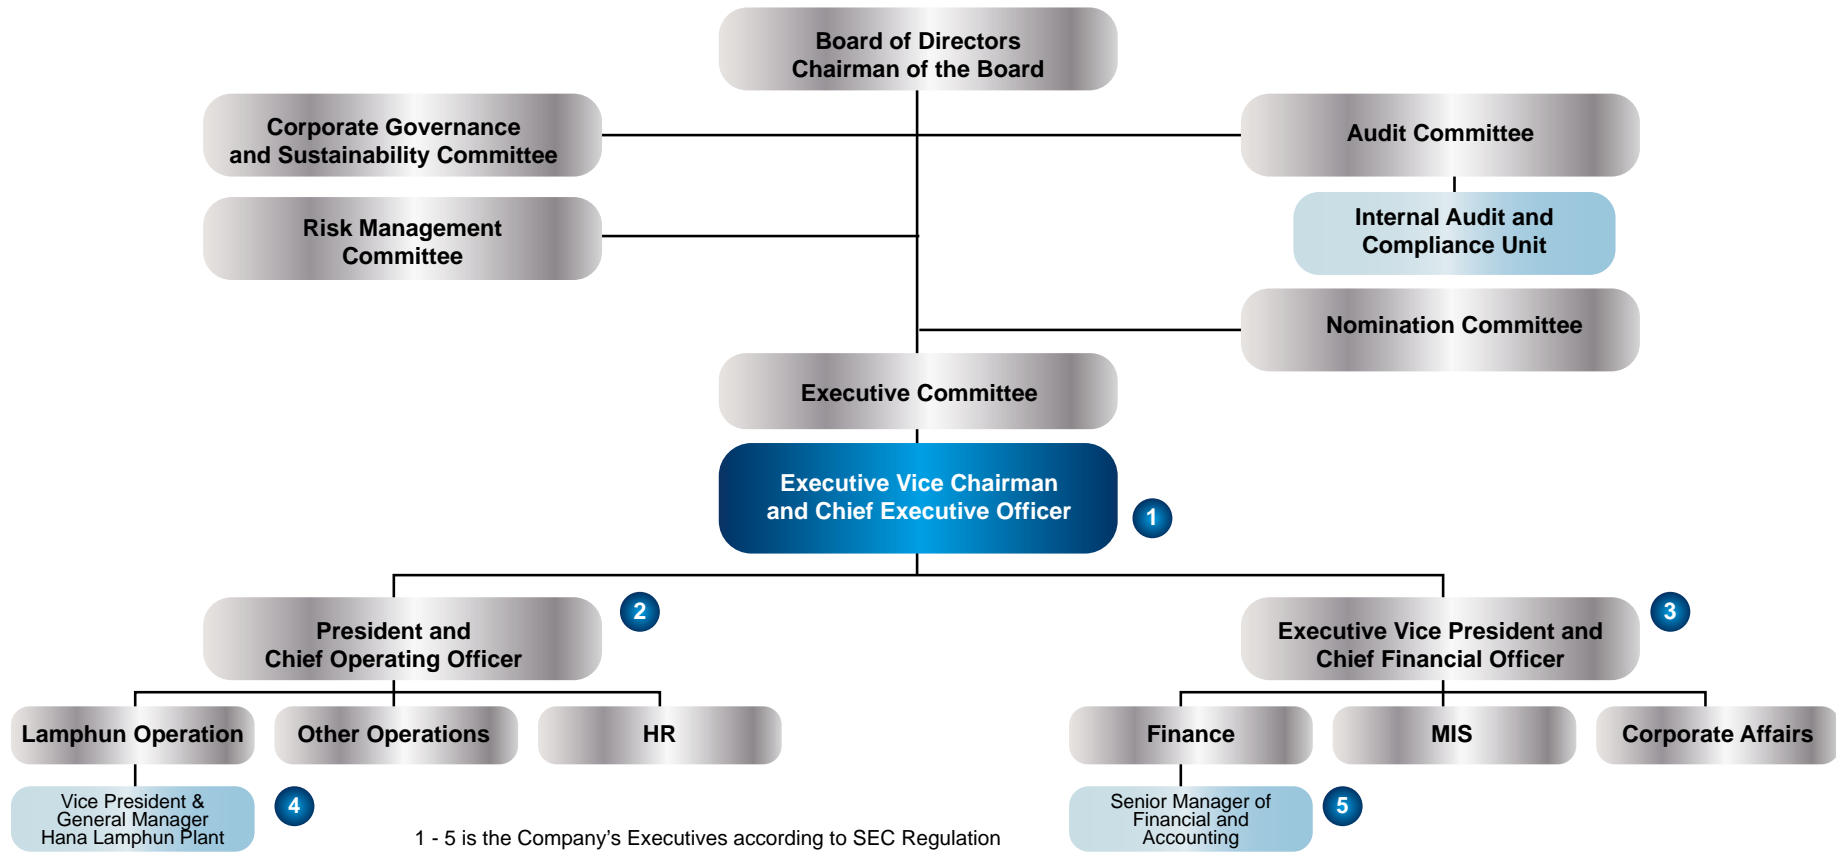 Board of Directors
Chairman of the Board
Corporate Governance
and Sustainability Committee
Audit Committee
Risk Management
Committee
Internal Audit and
Compliance Unit
Nomination Committee
Executive Committee
Executive Vice Chairman
and Chief Executive Officer
1
President and
Chief Operating Officer
2
Executive Vice President and
Chief Financial Officer
3
Lamphun Operation
Other Operations
HR
Finance
MIS
Corporate Affairs
Vice President &
General Manager
Hana Lamphun Plant
4
Senior Manager of
Financial and
Accounting
5
1 - 5 is the Company's Executives according to SEC Regulation